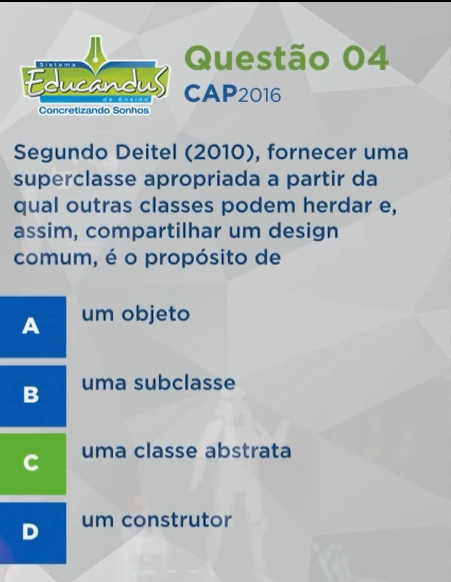 Sistema
Educandus
de Ensino
Concretizando Sonhos
Questão 04
CAP2016
Segundo Deitel (2010), fornecer uma
superclasse apropriada a partir da
qual outras classes podem herdar e,
assim, compartilhar um design
comum, é o propósito de
A um objeto
B uma subclasse
C uma classe abstrata
D um construtor